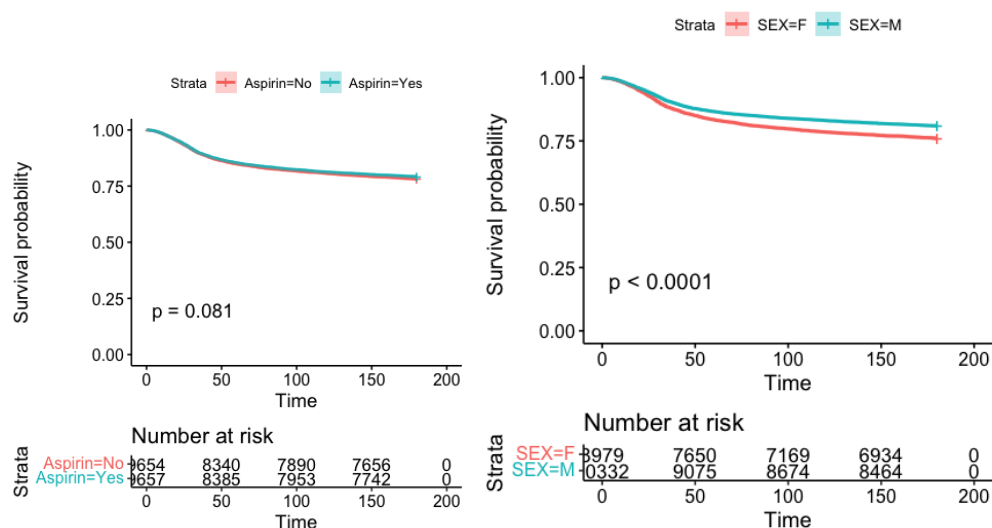 Strata Aspirin=No Aspirin=Yes
Survival probability
1.00
0.75
0.50
0.25
0.00
p = 0.081
0 50 100 150 200
Time
Number at risk
Strata
Aspirin=No 9654 8340 7890 7656 0
Aspirin=Yes 9657 8385 7953 7742 0
0 50 100 150 200
Time
Strata SEX=F SEX=M
Survival probability
1.00
0.75
0.50
0.25
0.00
p < 0.0001
0 50 100 150 200
Time
Number at risk
Strata
SEX=F 7650 7169 6934 0
SEX=M 9075 8674 8464 0
0 50 100 150 200
Time